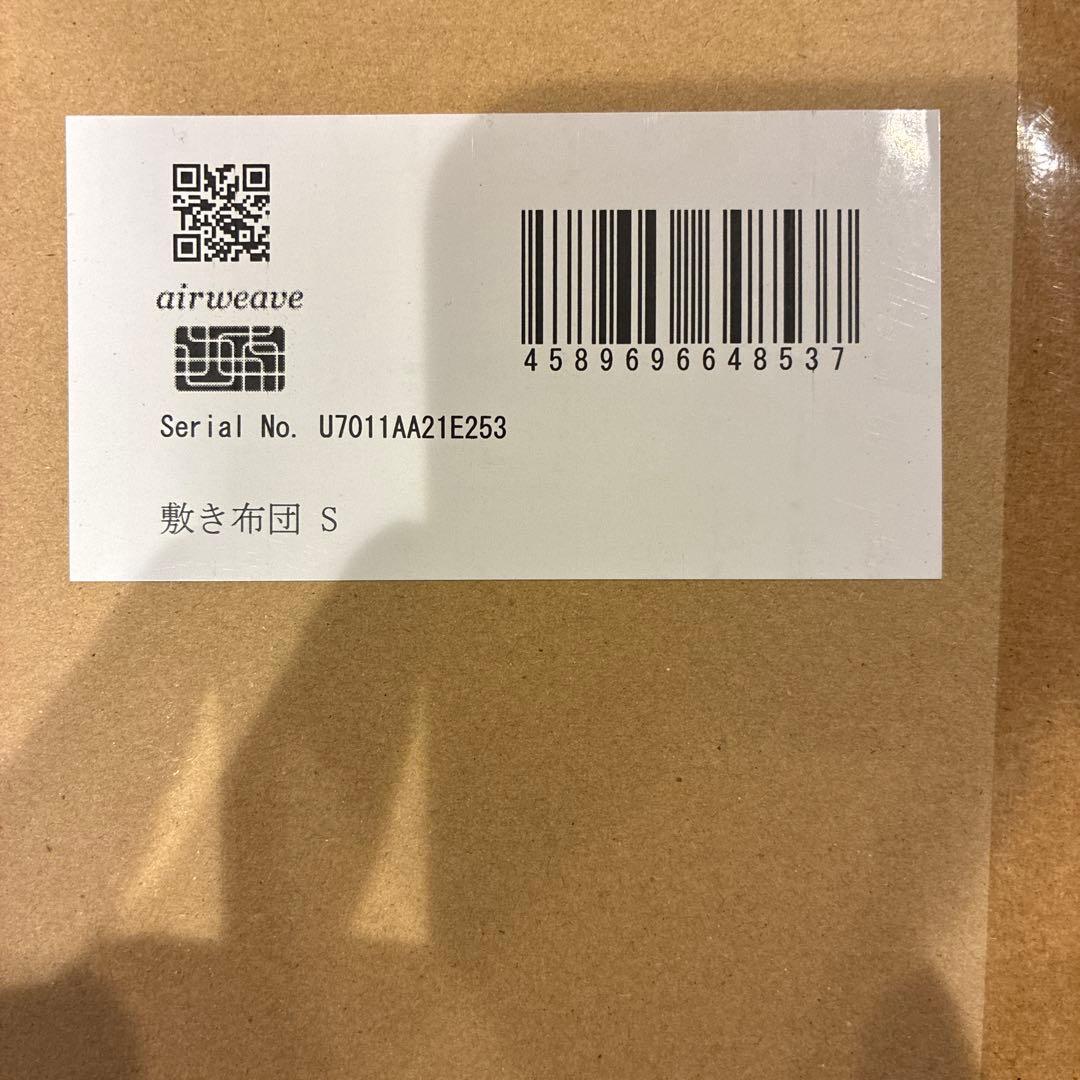 airweave
4589696648537
Serial No. U7011AA21E253
敷き布団 S